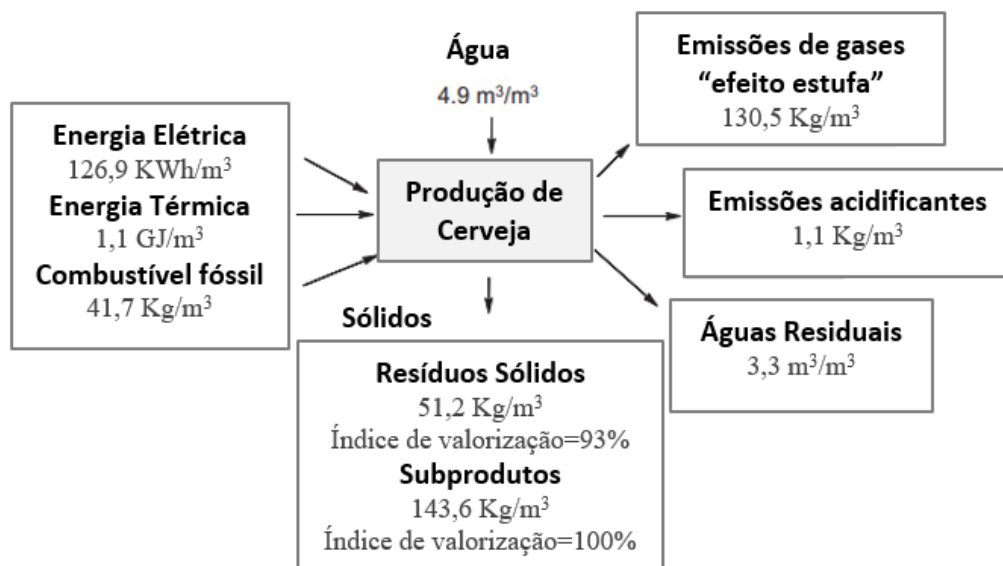 Água
4.9 m³/m³
Emissões de gases
“efeito estufa”
130,5 Kg/m³
Energia Elétrica
126,9 KWh/m³
Energia Térmica
1,1 GJ/m³
Combustível fóssil
41,7 Kg/m³
Produção de
Cerveja
Emissões acidificantes
1,1 Kg/m³
Águas Residuais
3,3 m³/m³
Sólidos
Resíduos Sólidos
51,2 Kg/m³
Índice de valorização=93%
Subprodutos
143,6 Kg/m³
Índice de valorização=100%